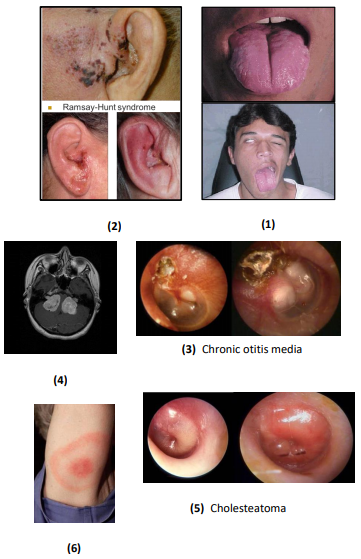 Ramsay-Hunt syndrome
(2)
(1)
(3) Chronic otitis media
(4)
(5) Cholesteatoma
(6)